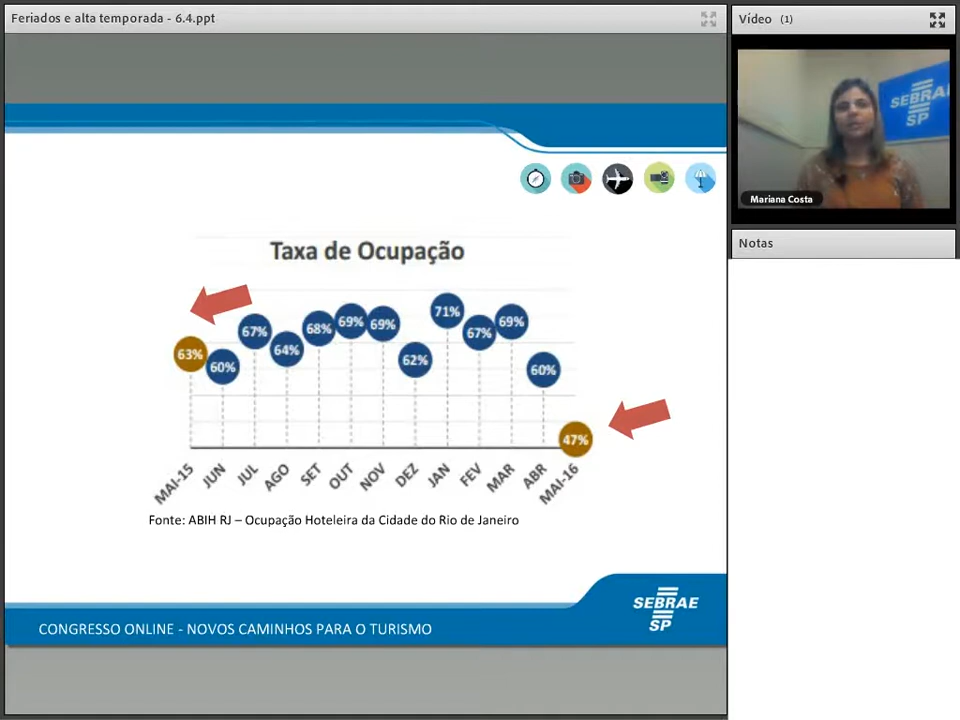 Feriados e alta temporada - 6.4.ppt
Vídeo (1)
SEBRAE
SP
Mariana Costa
Notas
Taxa de Ocupação
63%
60%
67%
64%
68%
69%
69%
62%
71%
67%
69%
60%
47%
MAI-15
JUN
JUL
AGO
SET
OUT
NOV
DEZ
JAN
FEV
MAR
ABR
MAI-16
Fonte: ABIH RJ – Ocupação Hoteleira da Cidade do Rio de Janeiro
SEBRAE
SP
CONGRESSO ONLINE - NOVOS CAMINHOS PARA O TURISMO